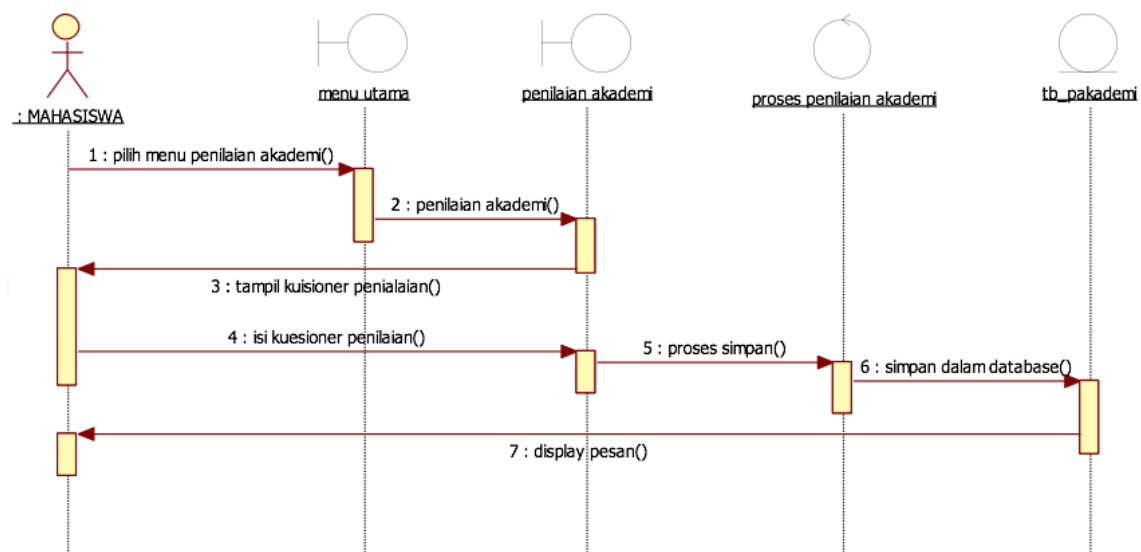 : MAHASISWA
menu utama
penilaian akademi
proses penilaian akademi
tb_pakademi
1 : pilih menu penilaian akademi()
2 : penilaian akademi()
3 : tampil kuisioner penialaian()
4 : isi kuesioner penilaian()
5 : proses simpan()
6 : simpan dalam database()
7 : display pesan()